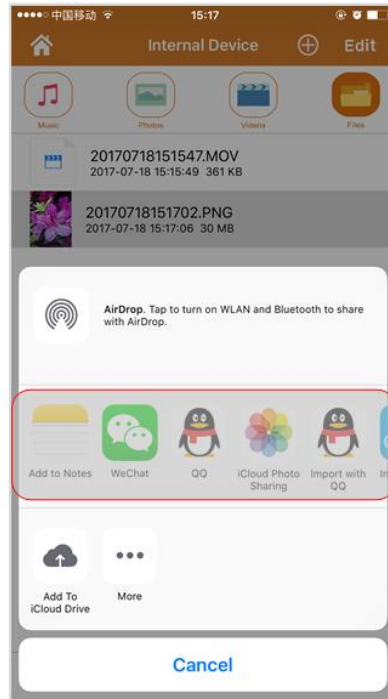 中国移动 15:17
Internal Device Edit
Music Photos Videos Files
20170718151547.MOV
2017-07-18 15:15:49 361 KB
20170718151702.PNG
2017-07-18 15:17:06 30 MB
AirDrop. Tap to turn on WLAN and Bluetooth to share
with AirDrop.
Add to Notes WeChat QQ iCloud Photo Import with
Sharing QQ
Add To More
iCloud Drive
Cancel